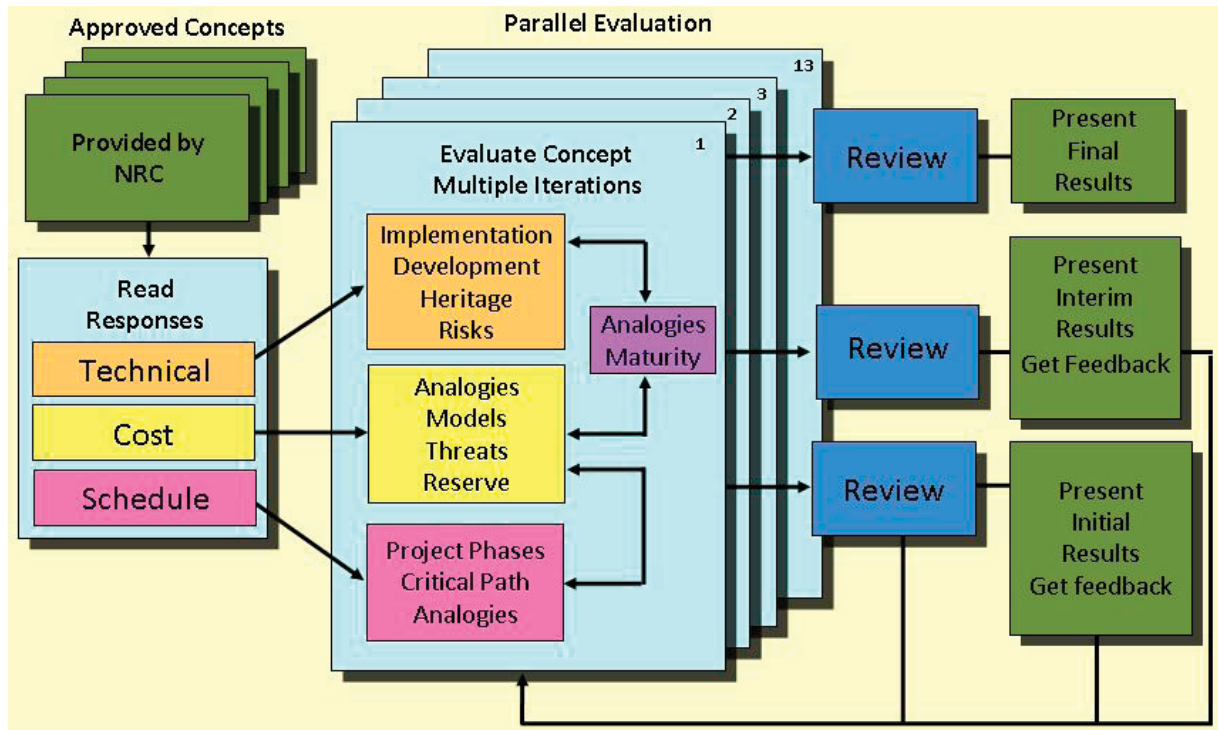 Approved Concepts
Provided by
NRC
Read
Responses
Technical
Cost
Schedule
Parallel Evaluation
13
3
2
1
Evaluate Concept
Multiple Iterations
Implementation
Development
Heritage
Risks
Analogies
Maturity
Analogies
Models
Threats
Reserve
Project Phases
Critical Path
Analogies
Review
Present
Final
Results
Review
Present
Interim
Results
Get Feedback
Review
Present
Initial
Results
Get feedback